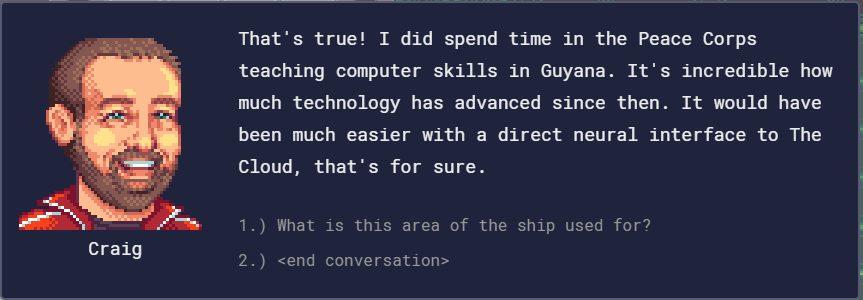 That's true! I did spend time in the Peace Corps
teaching computer skills in Guyana. It's incredible how
much technology has advanced since then. It would have
been much easier with a direct neural interface to The
Cloud, that's for sure.
1.) What is this area of the ship used for?
2.) <end conversation>
Craig